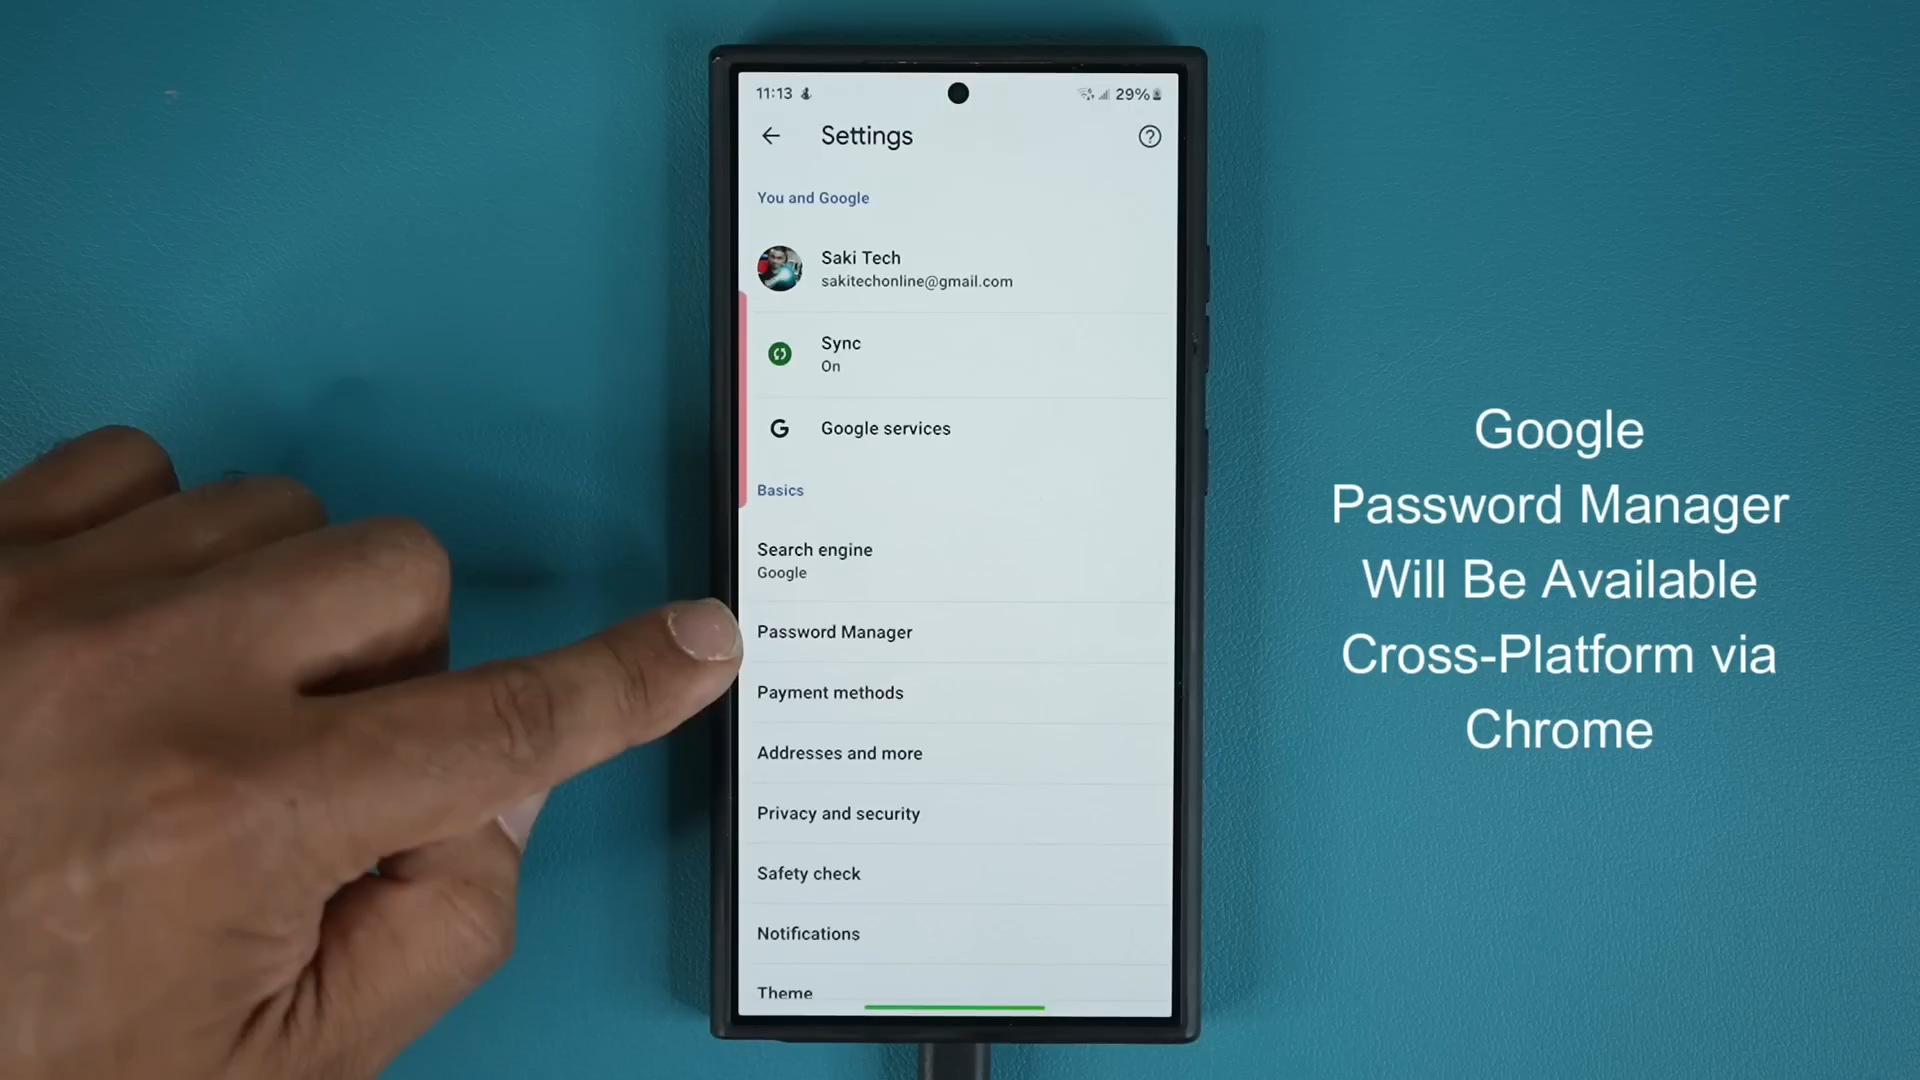 11:13
29%
Settings
You and Google
Saki Tech
sakitechonline@gmail.com
Sync
On
G
Google services
Basics
Search engine
Google
Password Manager
Payment methods
Addresses and more
Privacy and security
Safety check
Notifications
Theme
Google
Password Manager
Will Be Available
Cross-Platform via
Chrome